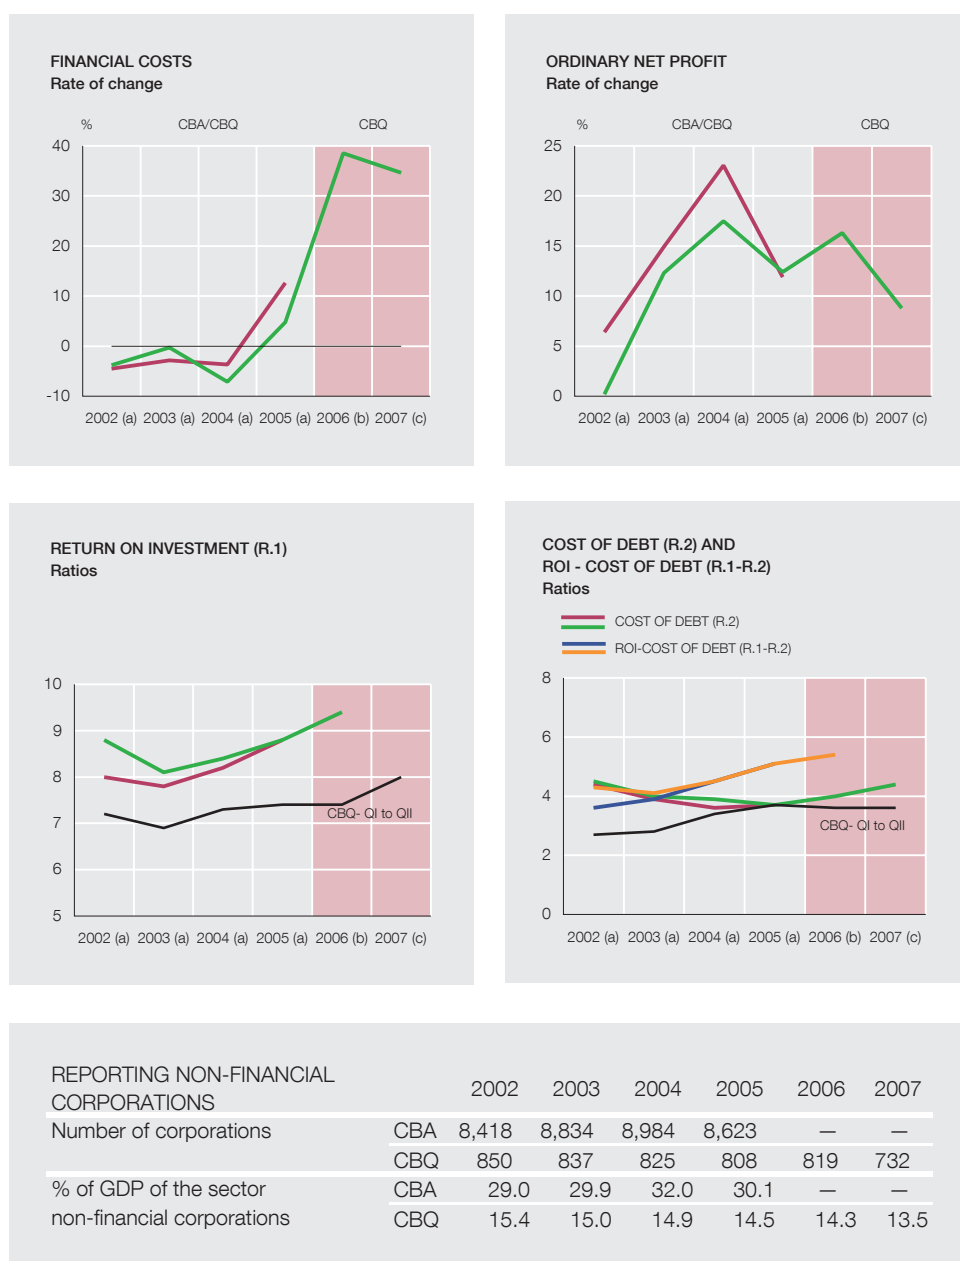 FINANCIAL COSTS
Rate of change
% CBA/CBQ CBQ
40
30
20
10
0
-10
2002 (a) 2003 (a) 2004 (a) 2005 (a) 2006 (b) 2007 (c)
ORDINARY NET PROFIT
Rate of change
% CBA/CBQ CBQ
25
20
15
10
5
0
2002 (a) 2003 (a) 2004 (a) 2005 (a) 2006 (b) 2007 (c)
RETURN ON INVESTMENT (R.1)
Ratios
10
9
8
7
6
5
CBQ- QI to QII
2002 (a) 2003 (a) 2004 (a) 2005 (a) 2006 (b) 2007 (c)
COST OF DEBT (R.2) AND
ROI - COST OF DEBT (R.1-R.2)
Ratios
COST OF DEBT (R.2)
ROI-COST OF DEBT (R.1-R.2)
8
6
4
2
0
CBQ- QI to QII
2002 (a) 2003 (a) 2004 (a) 2005 (a) 2006 (b) 2007 (c)
REPORTING NON-FINANCIAL
CORPORATIONS 2002 2003 2004 2005 2006 2007
Number of corporations CBA 8,418 8,834 8,984 8,623 — —
CBQ 850 837 825 808 819 732
% of GDP of the sector CBA 29.0 29.9 32.0 30.1 — —
non-financial corporations CBQ 15.4 15.0 14.9 14.5 14.3 13.5